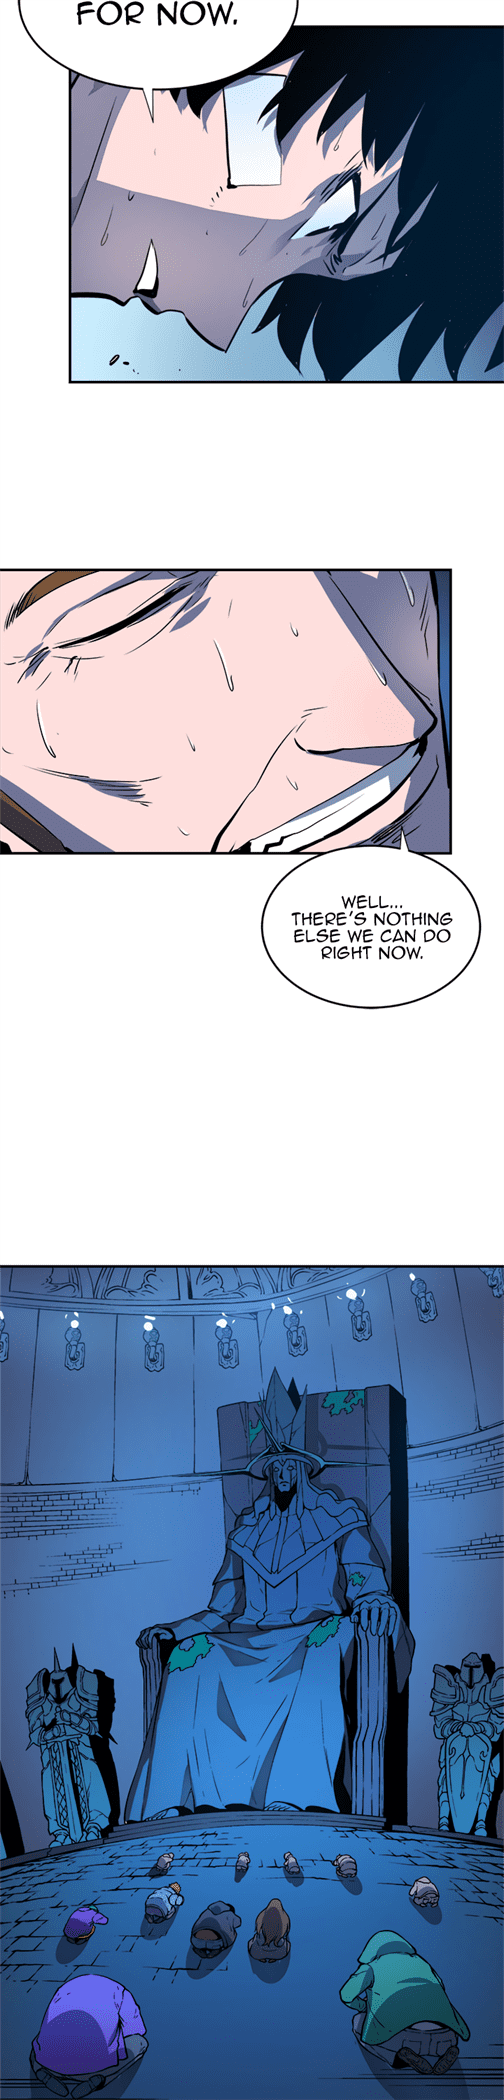 FOR NOW.
WELL...
THERE'S NOTHING
ELSE WE CAN DO
RIGHT NOW.